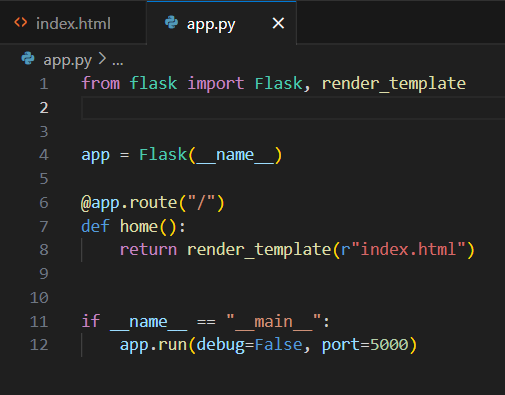 <> index.html app.py ×
app.py > ...
1 from flask import Flask, render_template
2
3
4 app = Flask(__name__)
5
6 @app.route("/")
7 def home():
8     return render_template(r"index.html")
9
10
11 if __name__ == "__main__":
12     app.run(debug=False, port=5000)